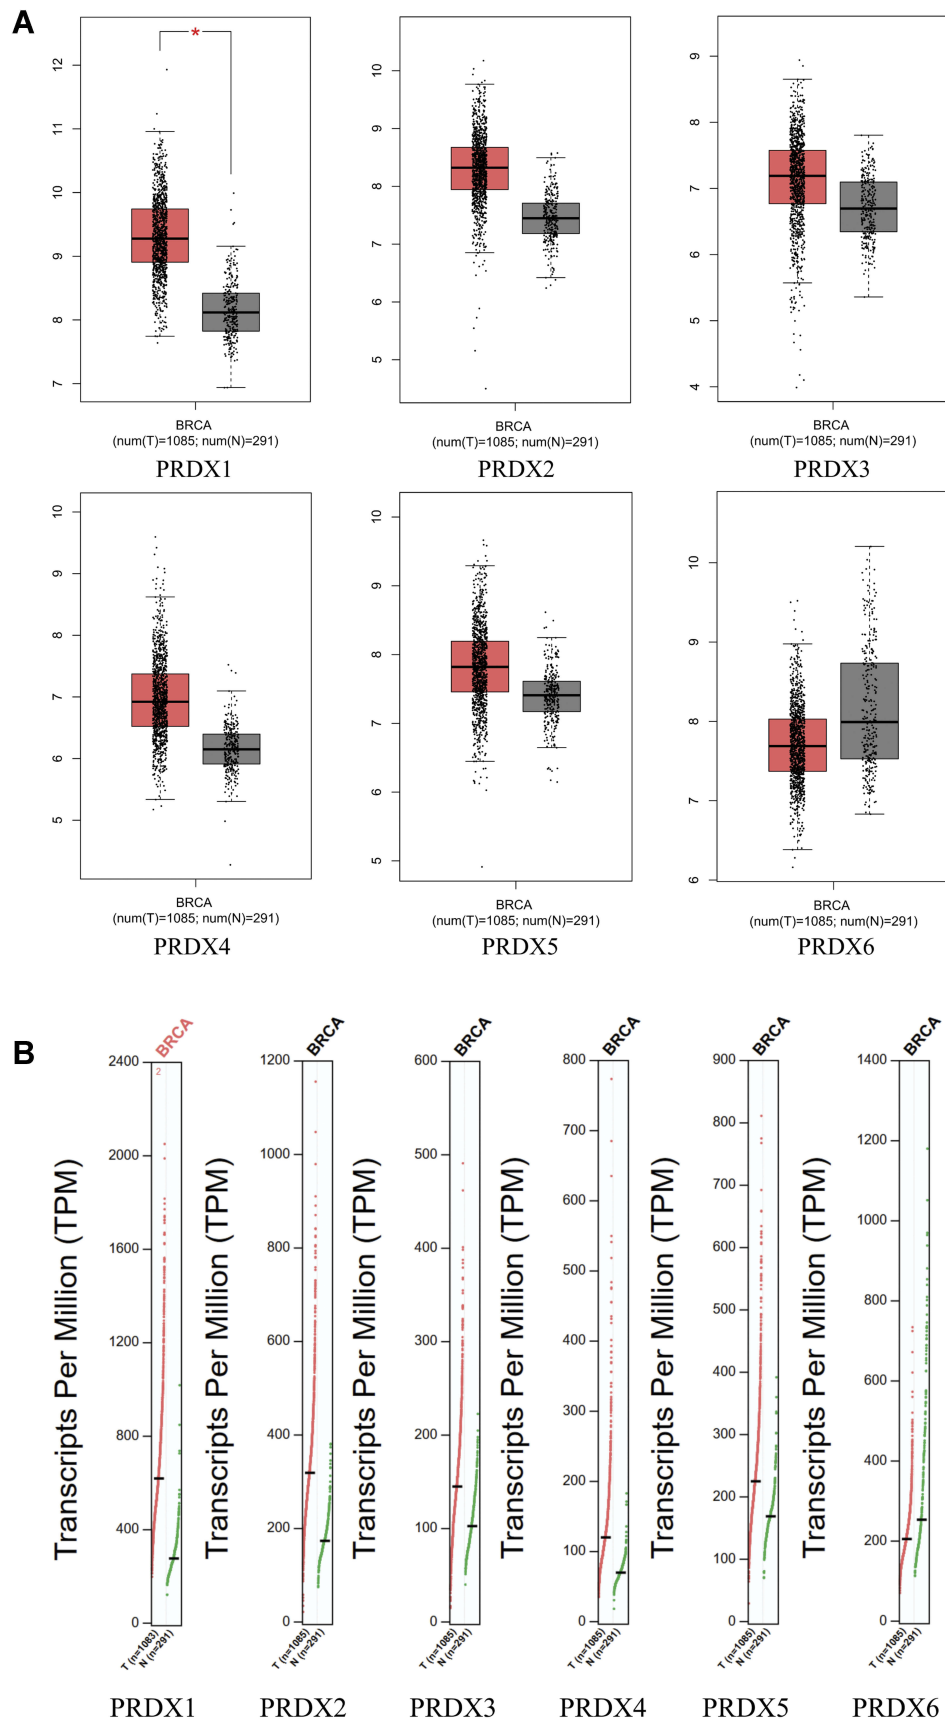 A
*
12
11
10
9
8
7
BRCA
(num(T)=1085; num(N)=291)
PRDX1
10
9
8
7
6
5
BRCA
(num(T)=1085; num(N)=291)
PRDX2
9
8
7
6
5
4
BRCA
(num(T)=1085; num(N)=291)
PRDX3
10
9
8
7
6
5
BRCA
(num(T)=1085; num(N)=291)
PRDX4
10
9
8
7
6
5
BRCA
(num(T)=1085; num(N)=291)
PRDX5
10
9
8
7
6
BRCA
(num(T)=1085; num(N)=291)
PRDX6
B
BRCA
2
Transcripts Per Million (TPM)
2400
2000
1600
1200
800
400
0
T (n=1083)
N (n=291)
PRDX1
BRCA
Transcripts Per Million (TPM)
1200
1000
800
600
400
200
0
T (n=1085)
N (n=291)
PRDX2
BRCA
Transcripts Per Million (TPM)
600
500
400
300
200
100
0
T (n=1085)
N (n=291)
PRDX3
BRCA
Transcripts Per Million (TPM)
800
700
600
500
400
300
200
100
0
T (n=1085)
N (n=291)
PRDX4
BRCA
Transcripts Per Million (TPM)
900
800
700
600
500
400
300
200
100
0
T (n=1085)
N (n=291)
PRDX5
BRCA
Transcripts Per Million (TPM)
1400
1200
1000
800
600
400
200
0
T (n=1085)
N (n=291)
PRDX6